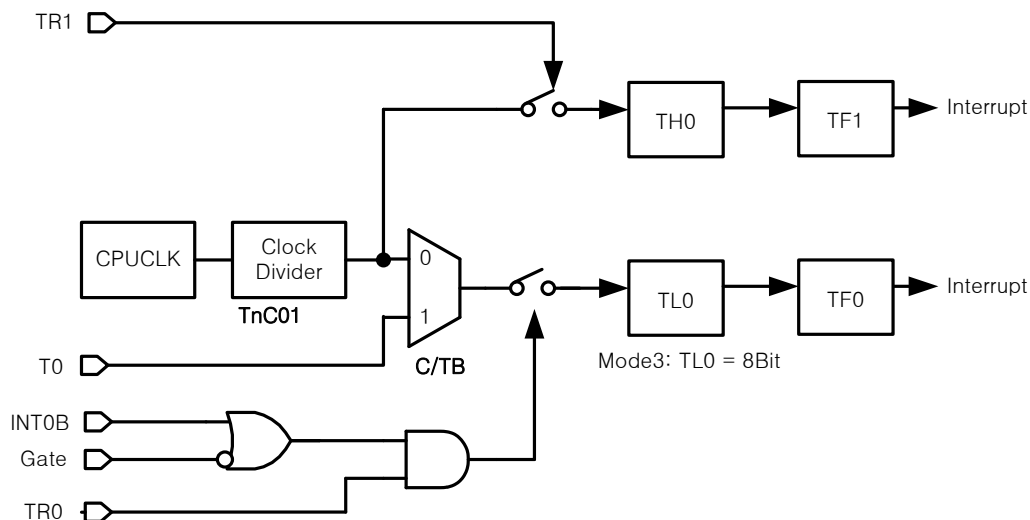 TR1
TH0
TF1
Interrupt
CPUCLK
Clock
Divider
TnC01
0
1
C/TB
TL0
TF0
Interrupt
Mode3: TL0 = 8Bit
T0
INT0B
Gate
TR0